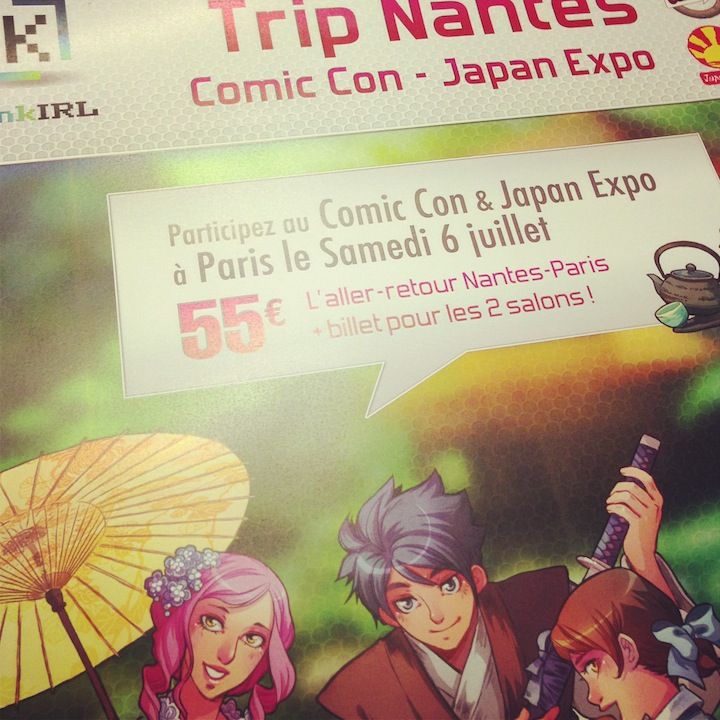 Trip Nantes
Comic Con - Japan Expo
K
kIRL
Participez au Comic Con & Japan Expo
à Paris le Samedi 6 juillet
55€
L'aller-retour Nantes-Paris
+ billet pour les 2 salons !